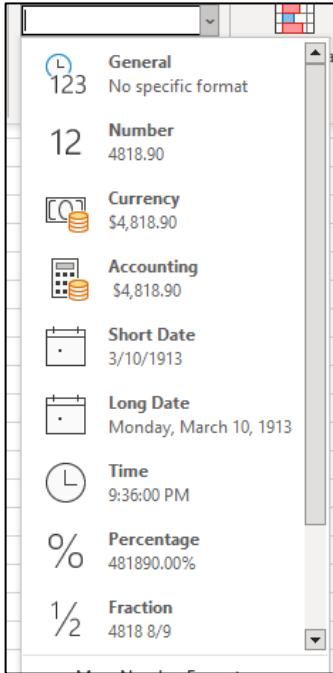 General
123
No specific format
12
Number
4818.90
Currency
$4,818.90
Accounting
$4,818.90
Short Date
3/10/1913
Long Date
Monday, March 10, 1913
Time
9:36:00 PM
%
Percentage
481890.00%
½
Fraction
4818 8/9